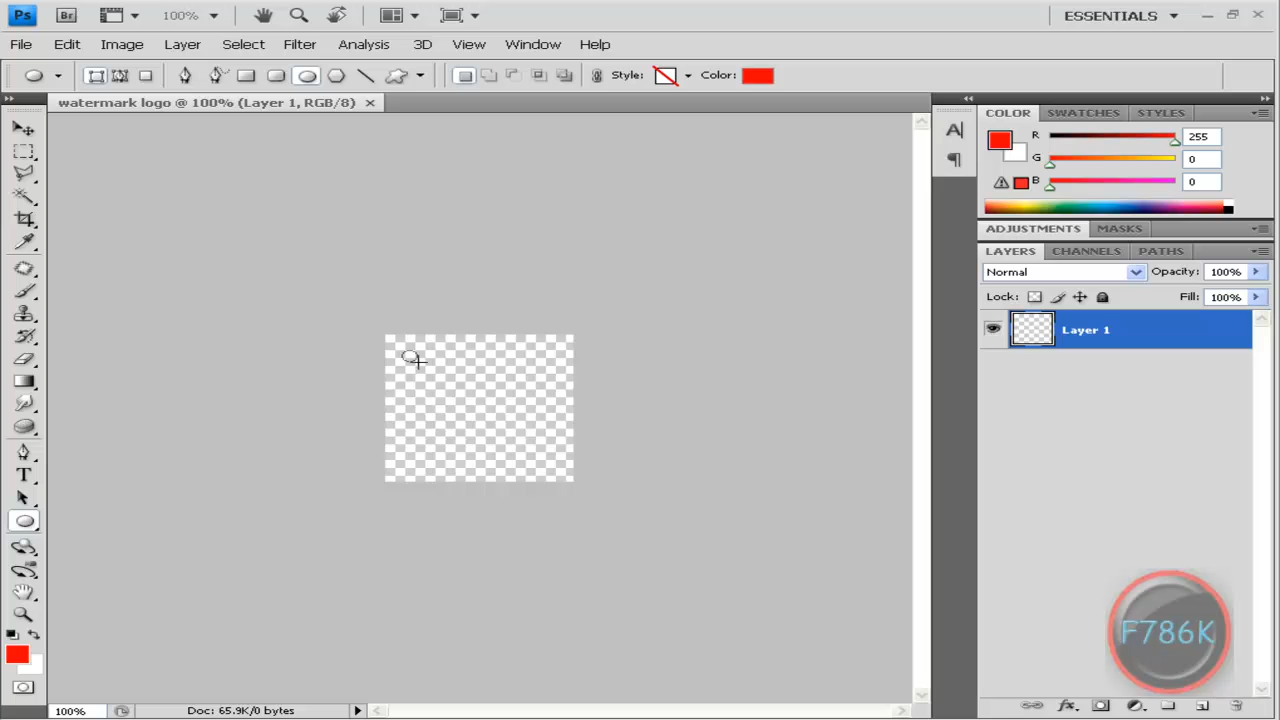 Ps Br 100% ESSENTIALS
File Edit Image Layer Select Filter Analysis 3D View Window Help
Style: Color:
watermark logo @ 100% (Layer 1, RGB/8)
COLOR SWATCHES STYLES
R 255
G 0
B 0
ADJUSTMENTS MASKS
LAYERS CHANNELS PATHS
Normal Opacity: 100%
Lock: Fill: 100%
Layer 1
T
A
¶
fx
F786K
100% Doc: 65.9K/0 bytes